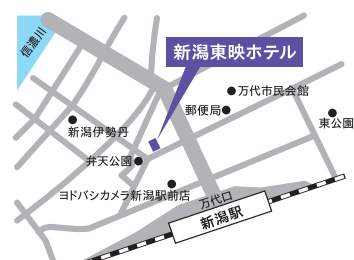 信濃川
新潟東映ホテル
万代市民会館
郵便局
東公園
新潟伊勢丹
弁天公園
ヨドバシカメラ新潟駅前店
万代口
新潟駅